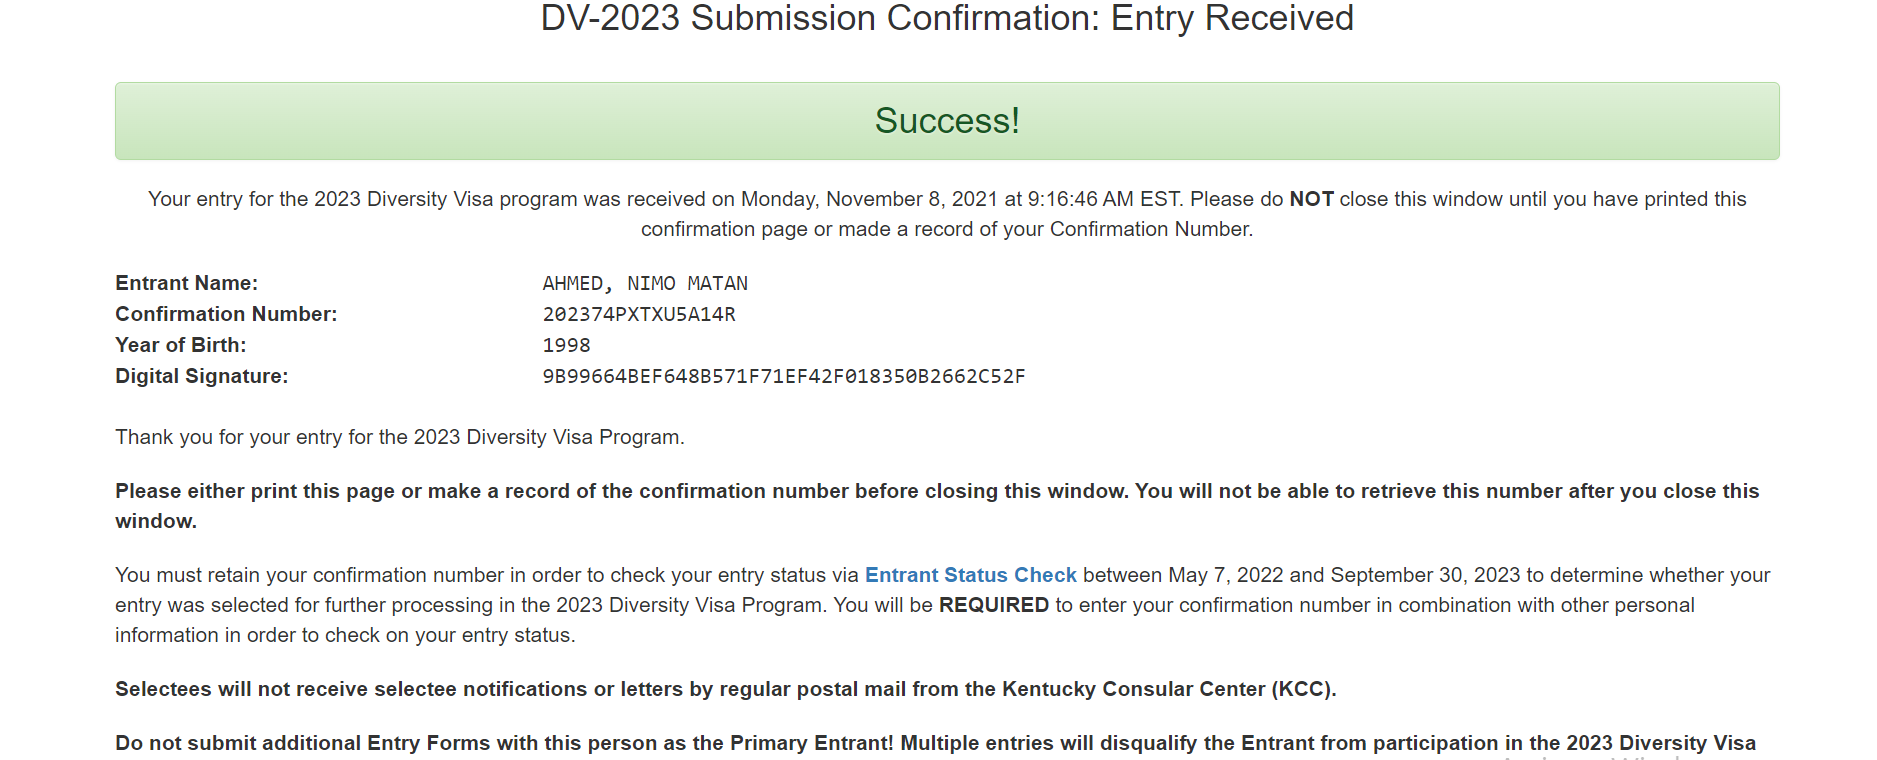 DV-2023 Submission Confirmation: Entry Received
Success!
Your entry for the 2023 Diversity Visa program was received on Monday, November 8, 2021 at 9:16:46 AM EST. Please do NOT close this window until you have printed this
confirmation page or made a record of your Confirmation Number.
Entrant Name: AHMED, NIMO MATAN
Confirmation Number: 202374PXTXU5A14R
Year of Birth: 1998
Digital Signature: 9B99664BEF648B571F71EF42F018350B2662C52F
Thank you for your entry for the 2023 Diversity Visa Program.
Please either print this page or make a record of the confirmation number before closing this window. You will not be able to retrieve this number after you close this
window.
You must retain your confirmation number in order to check your entry status via Entrant Status Check between May 7, 2022 and September 30, 2023 to determine whether your
entry was selected for further processing in the 2023 Diversity Visa Program. You will be REQUIRED to enter your confirmation number in combination with other personal
information in order to check on your entry status.
Selectees will not receive selectee notifications or letters by regular postal mail from the Kentucky Consular Center (KCC).
Do not submit additional Entry Forms with this person as the Primary Entrant! Multiple entries will disqualify the Entrant from participation in the 2023 Diversity Visa